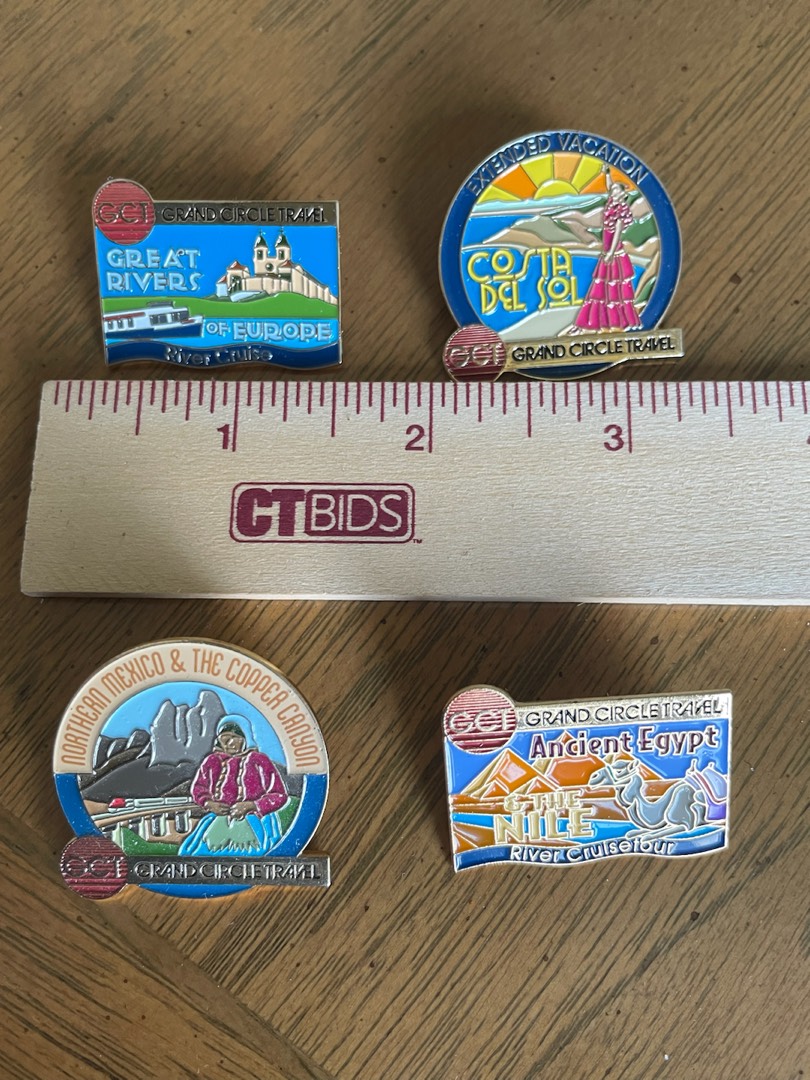 GCT GRAND CIRCLE TRAVEL
GREAT
RIVERS
OF EUROPE
River Cruise
EXTENDED VACATION
COSTA
DEL SOL
GCT GRAND CIRCLE TRAVEL
1 2 3
CTBIDS™
NORTHERN MEXICO & THE COPPER CANYON
GCT GRAND CIRCLE TRAVEL
GCT GRAND CIRCLE TRAVEL
Ancient Egypt
& THE
NILE
River Cruisetour